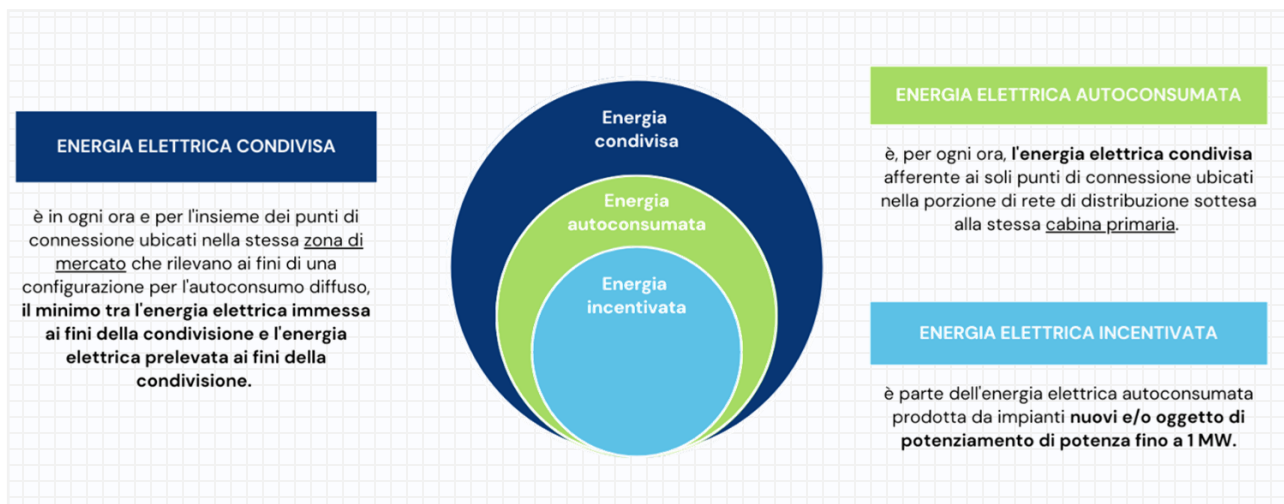 ENERGIA ELETTRICA CONDIVISA
è in ogni ora e per l'insieme dei punti di
connessione ubicati nella stessa zona di
mercato che rilevano ai fini di una
configurazione per l'autoconsumo diffuso,
il minimo tra l'energia elettrica immessa
ai fini della condivisione e l'energia
elettrica prelevata ai fini della
condivisione.
Energia
condivisa
Energia
autoconsumata
Energia
incentivata
ENERGIA ELETTRICA AUTOCONSUMATA
è, per ogni ora, l'energia elettrica condivisa
afferente ai soli punti di connessione ubicati
nella porzione di rete di distribuzione sottesa
alla stessa cabina primaria.
ENERGIA ELETTRICA INCENTIVATA
è parte dell'energia elettrica autoconsumata
prodotta da impianti nuovi e/o oggetto di
potenziamento di potenza fino a 1 MW.